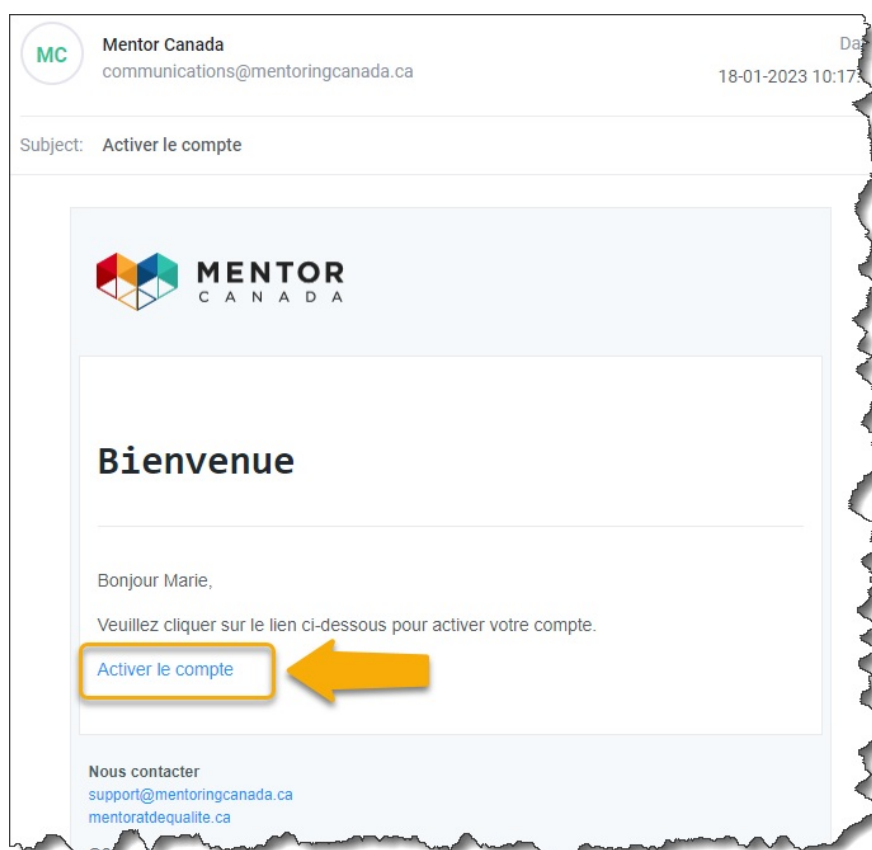 MC
Mentor Canada
communications@mentoringcanada.ca
18-01-2023 10:17
Subject: Activer le compte
MENTOR
CANADA
Bienvenue
Bonjour Marie,
Veuillez cliquer sur le lien ci-dessous pour activer votre compte.
Activer le compte
Nous contacter
support@mentoringcanada.ca
mentoratdequalite.ca